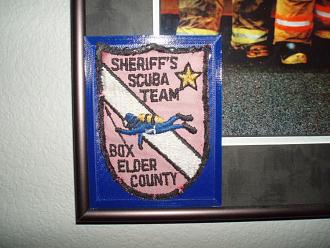 SHERIFF'S
SCUBA
TEAM
BOX
ELDER
COUNTY